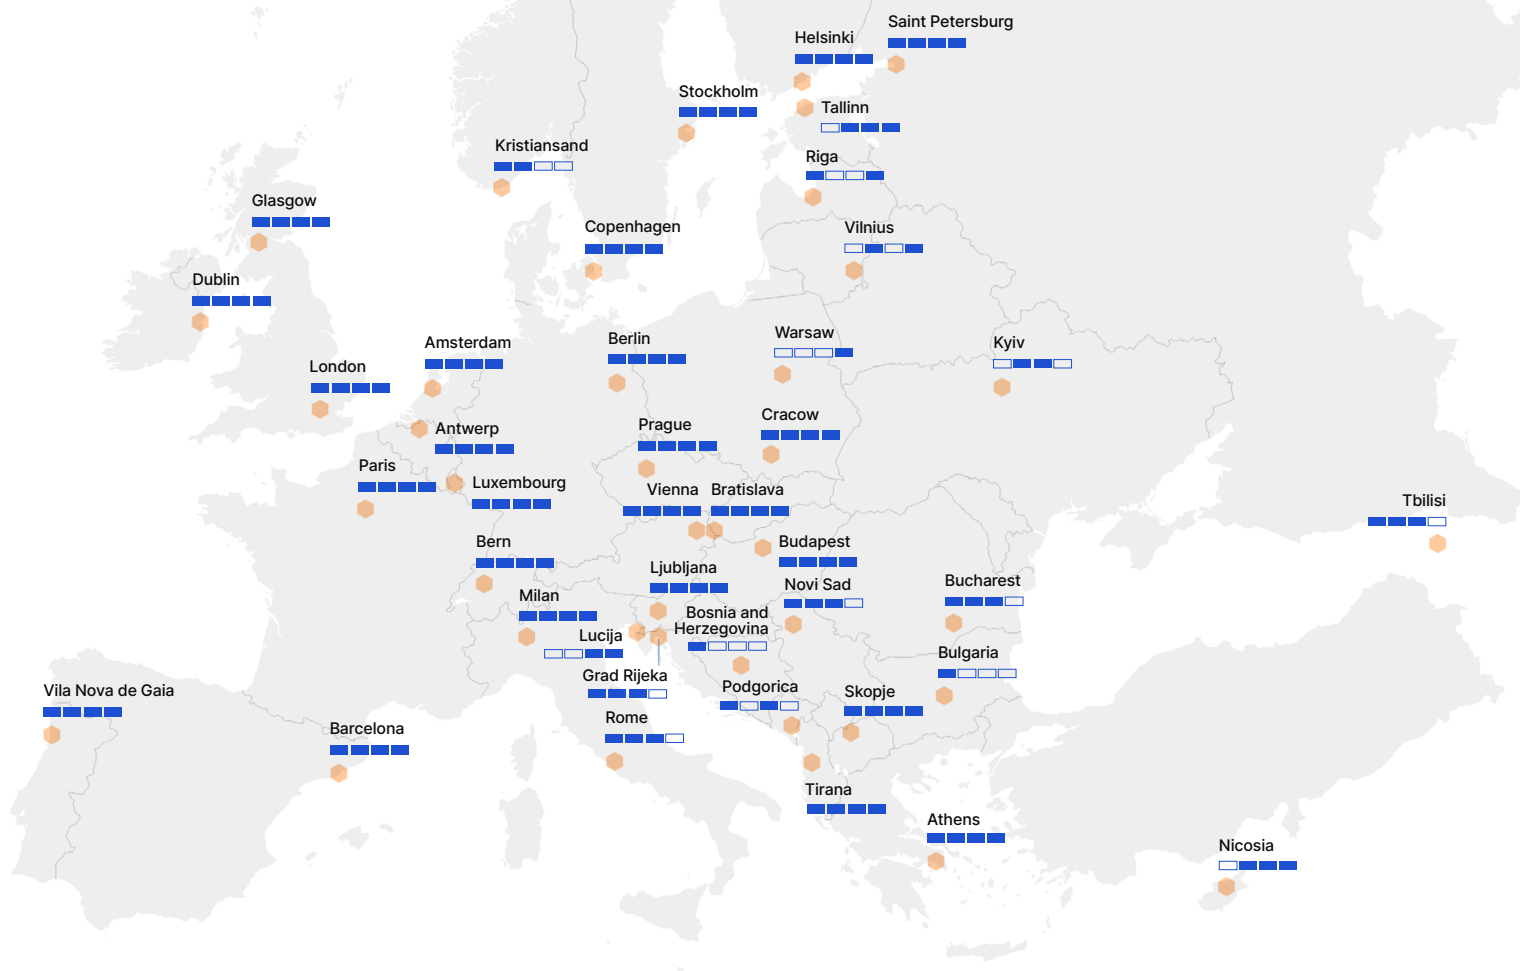 Saint Petersburg
Helsinki
Stockholm
Tallinn
Kristiansand
Riga
Glasgow
Copenhagen
Vilnius
Dublin
Amsterdam
Berlin
Warsaw
Kyiv
London
Cracow
Prague
Antwerp
Paris
Luxembourg
Vienna
Bratislava
Tbilisi
Bern
Budapest
Ljubljana
Novi Sad
Bucharest
Milan
Bosnia and
Herzegovina
Lucija
Bulgaria
Grad Rijeka
Podgorica
Skopje
Vila Nova de Gaia
Rome
Barcelona
Tirana
Athens
Nicosia